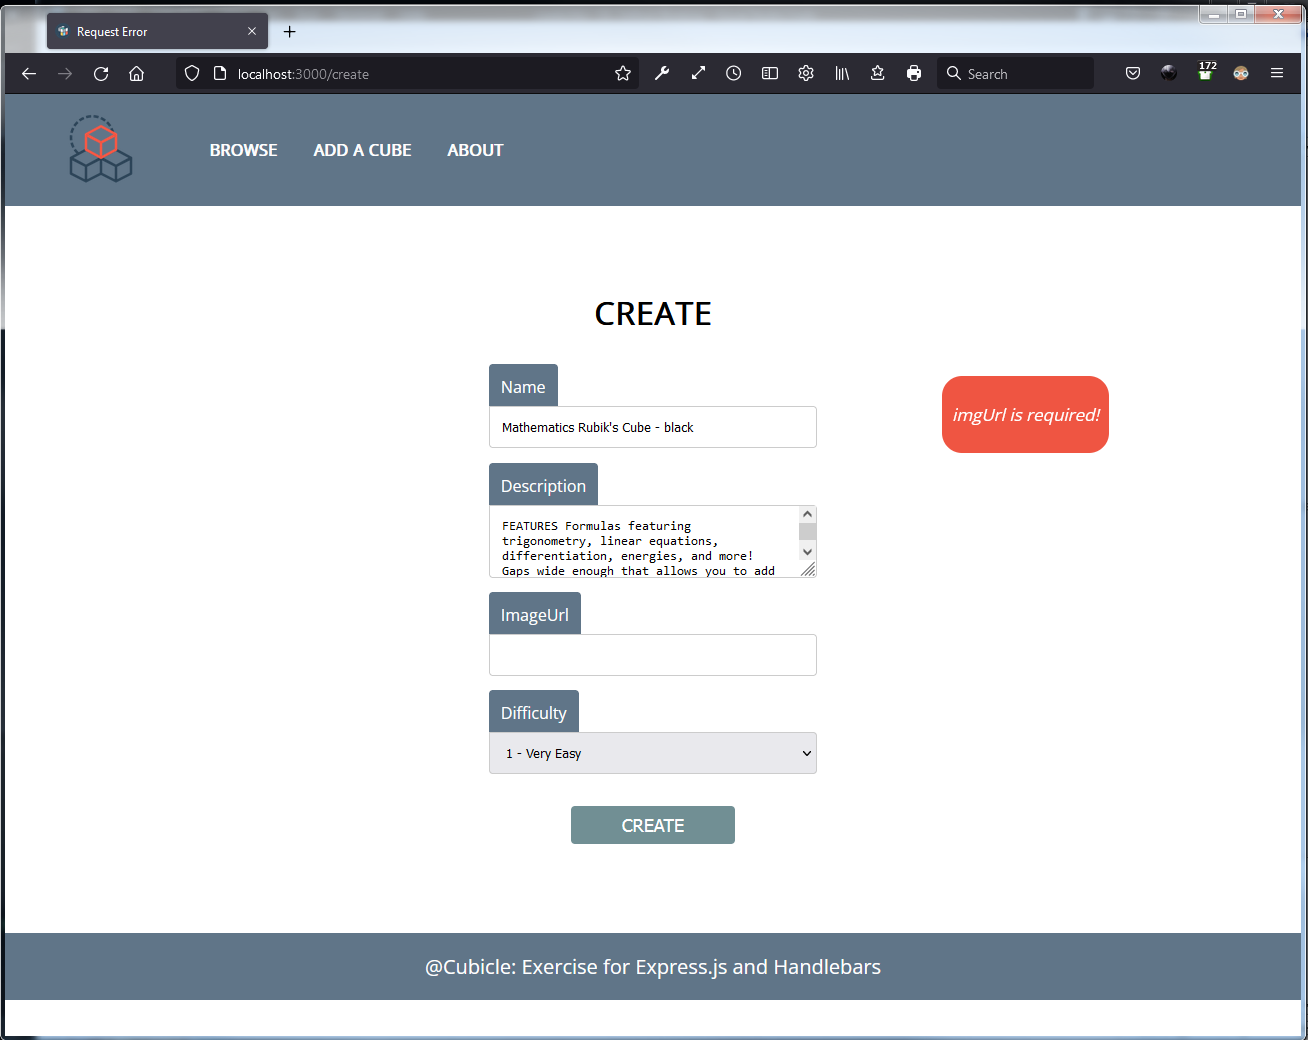 Request Error
localhost:3000/create
Search
172
BROWSE ADD A CUBE ABOUT
CREATE
Name
Mathematics Rubik's Cube - black
imgUrl is required!
Description
FEATURES Formulas featuring
trigonometry, linear equations,
differentiation, energies, and more!
Gaps wide enough that allows you to add
ImageUrl
Difficulty
1 - Very Easy
CREATE
@Cubicle: Exercise for Express.js and Handlebars